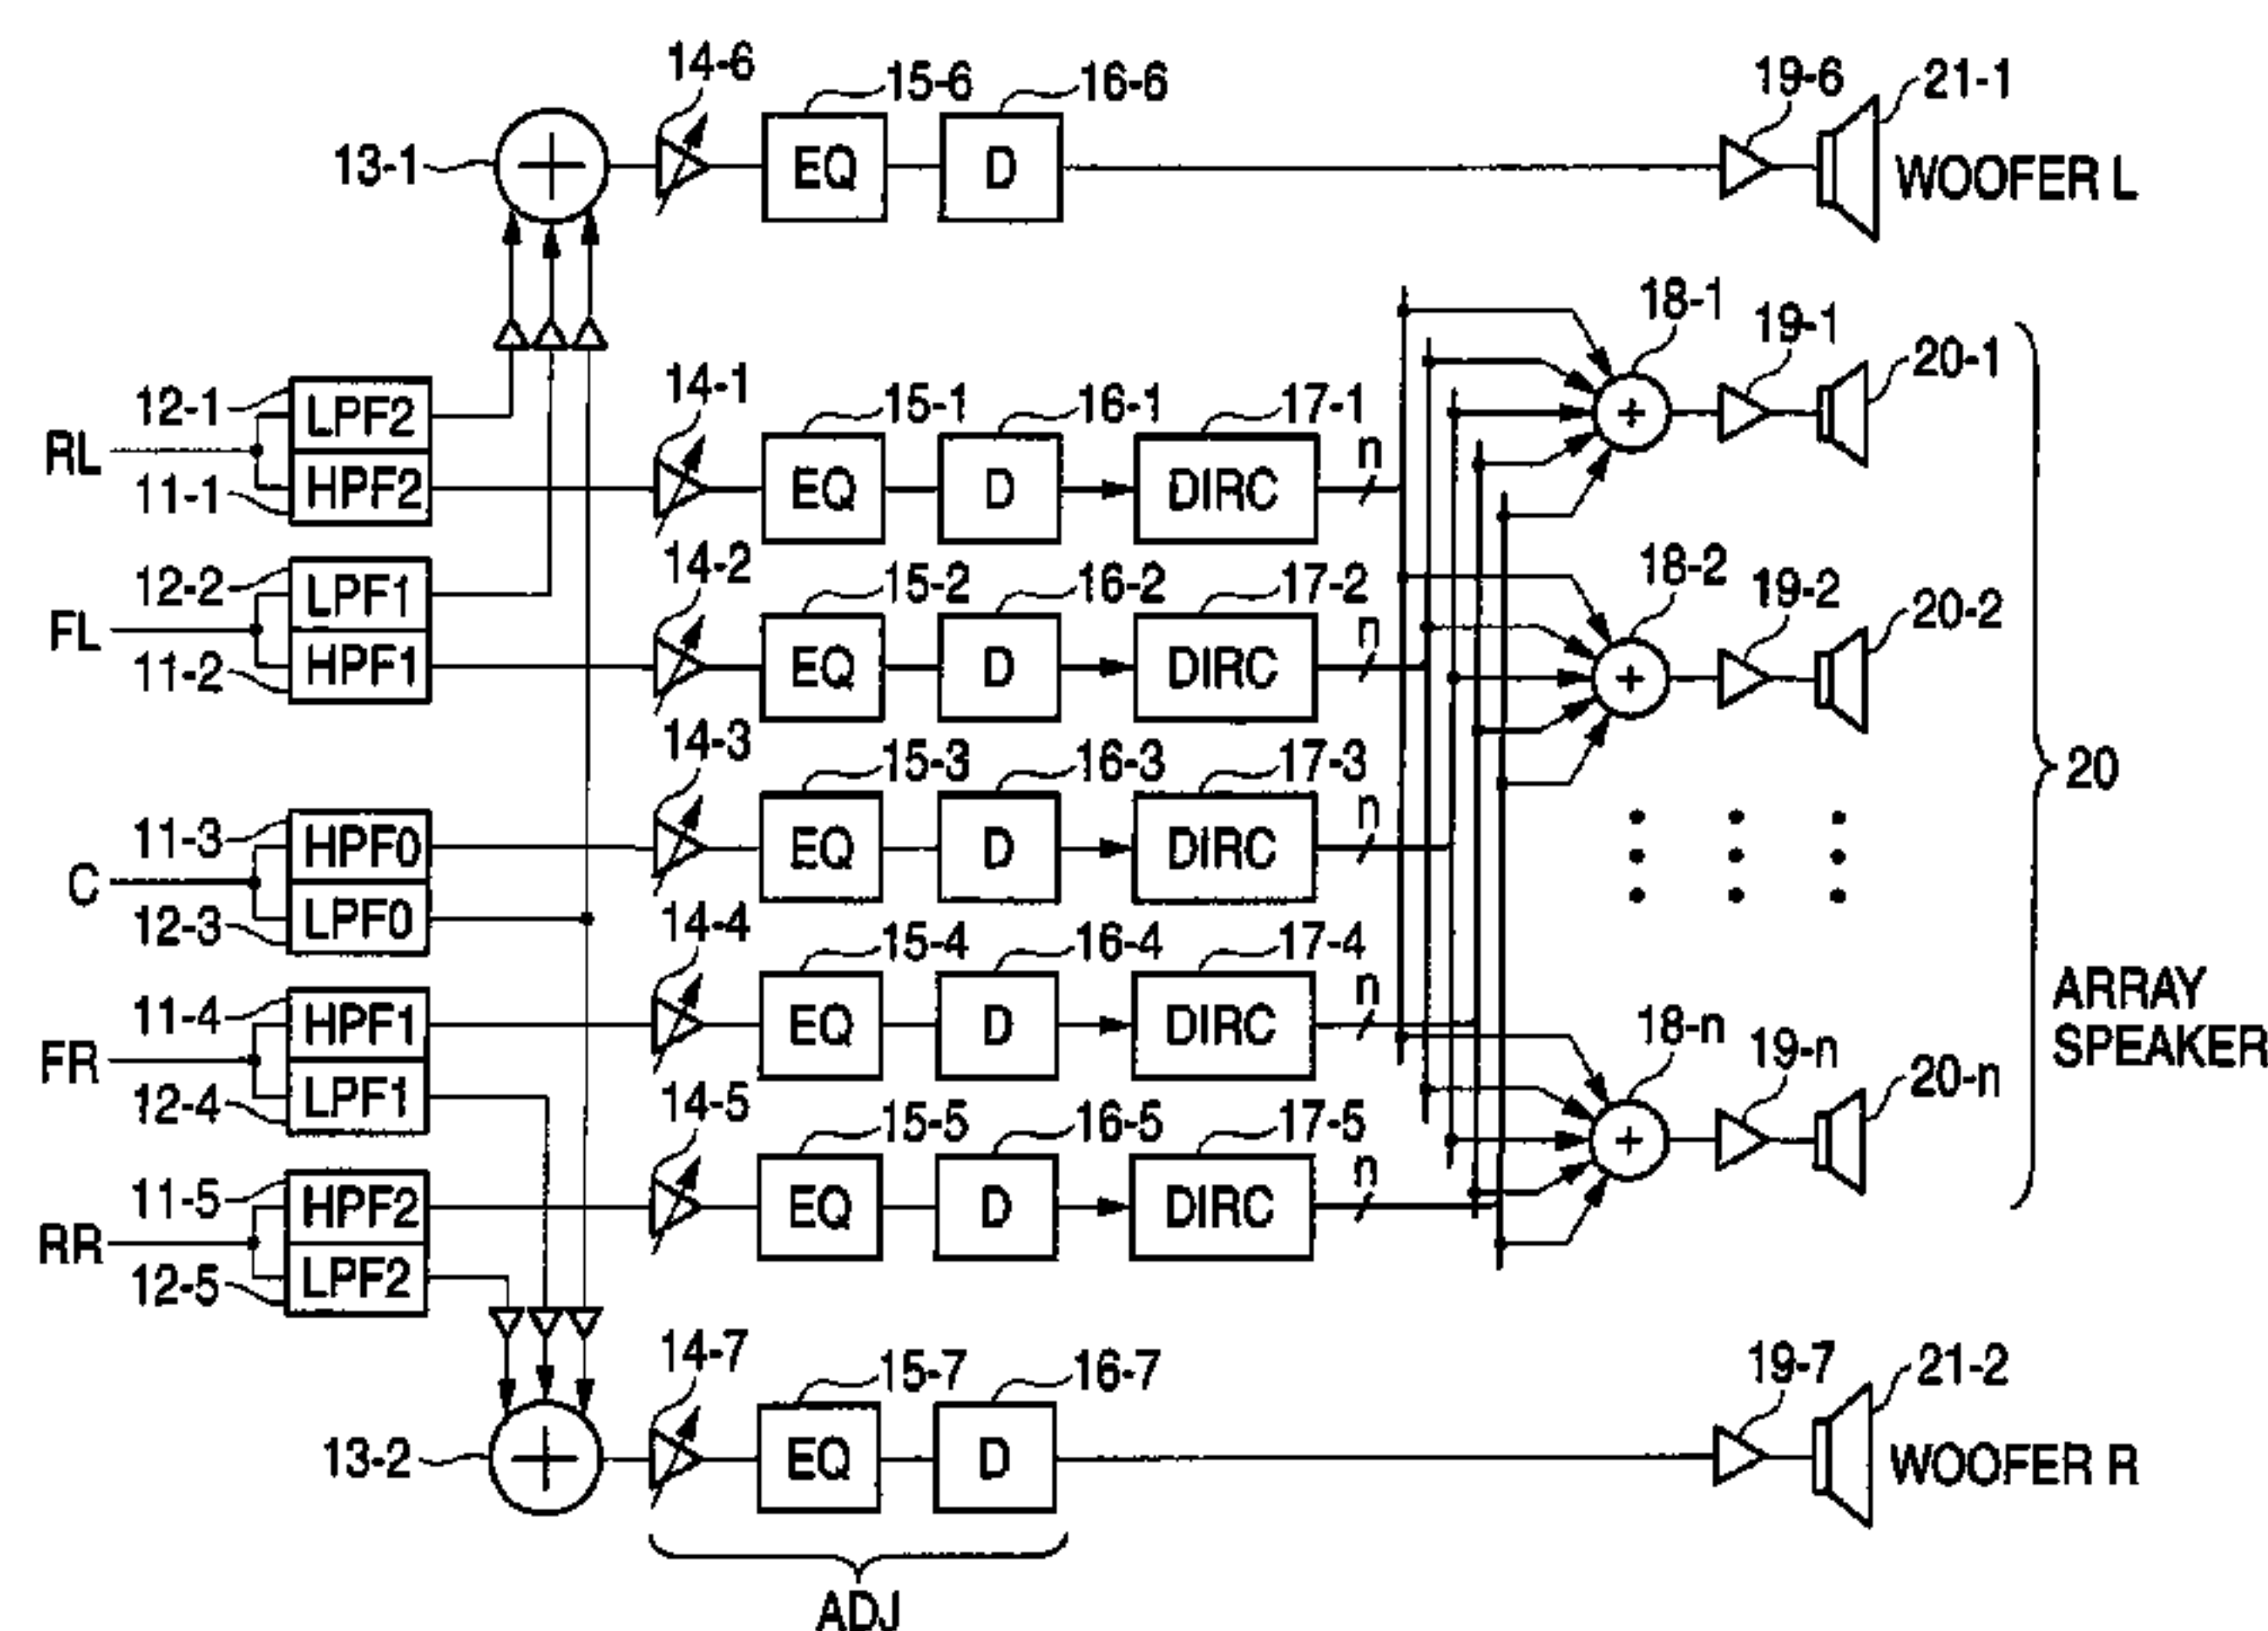 14-6 15-6 16-6 19-6 21-1
13-1 EQ D WOOFER L
18-1
14-1 19-1
12-1 LPF2 15-1 16-1 17-1 20-1
RL n
11-1 HPF2 EQ D DIRC +
14-2 18-2
12-2 LPF1 15-2 16-2 17-2 19-2 20-2
FL n
11-2 HPF1 EQ D DIRC +
14-3
15-3 16-3 17-3 20
11-3 HPF0 n
C EQ D DIRC
12-3 LPF0 14-4
15-4 16-4 17-4
11-4 HPF1 n ARRAY
FR EQ D DIRC 18-n SPEAKER
12-4 LPF1 14-5 19-n 20-n
15-5 16-5 17-5 +
11-5 HPF2 n
RR EQ D DIRC
12-5 LPF2
14-7 15-7 16-7 19-7 21-2
13-2 EQ D WOOFER R
ADJ